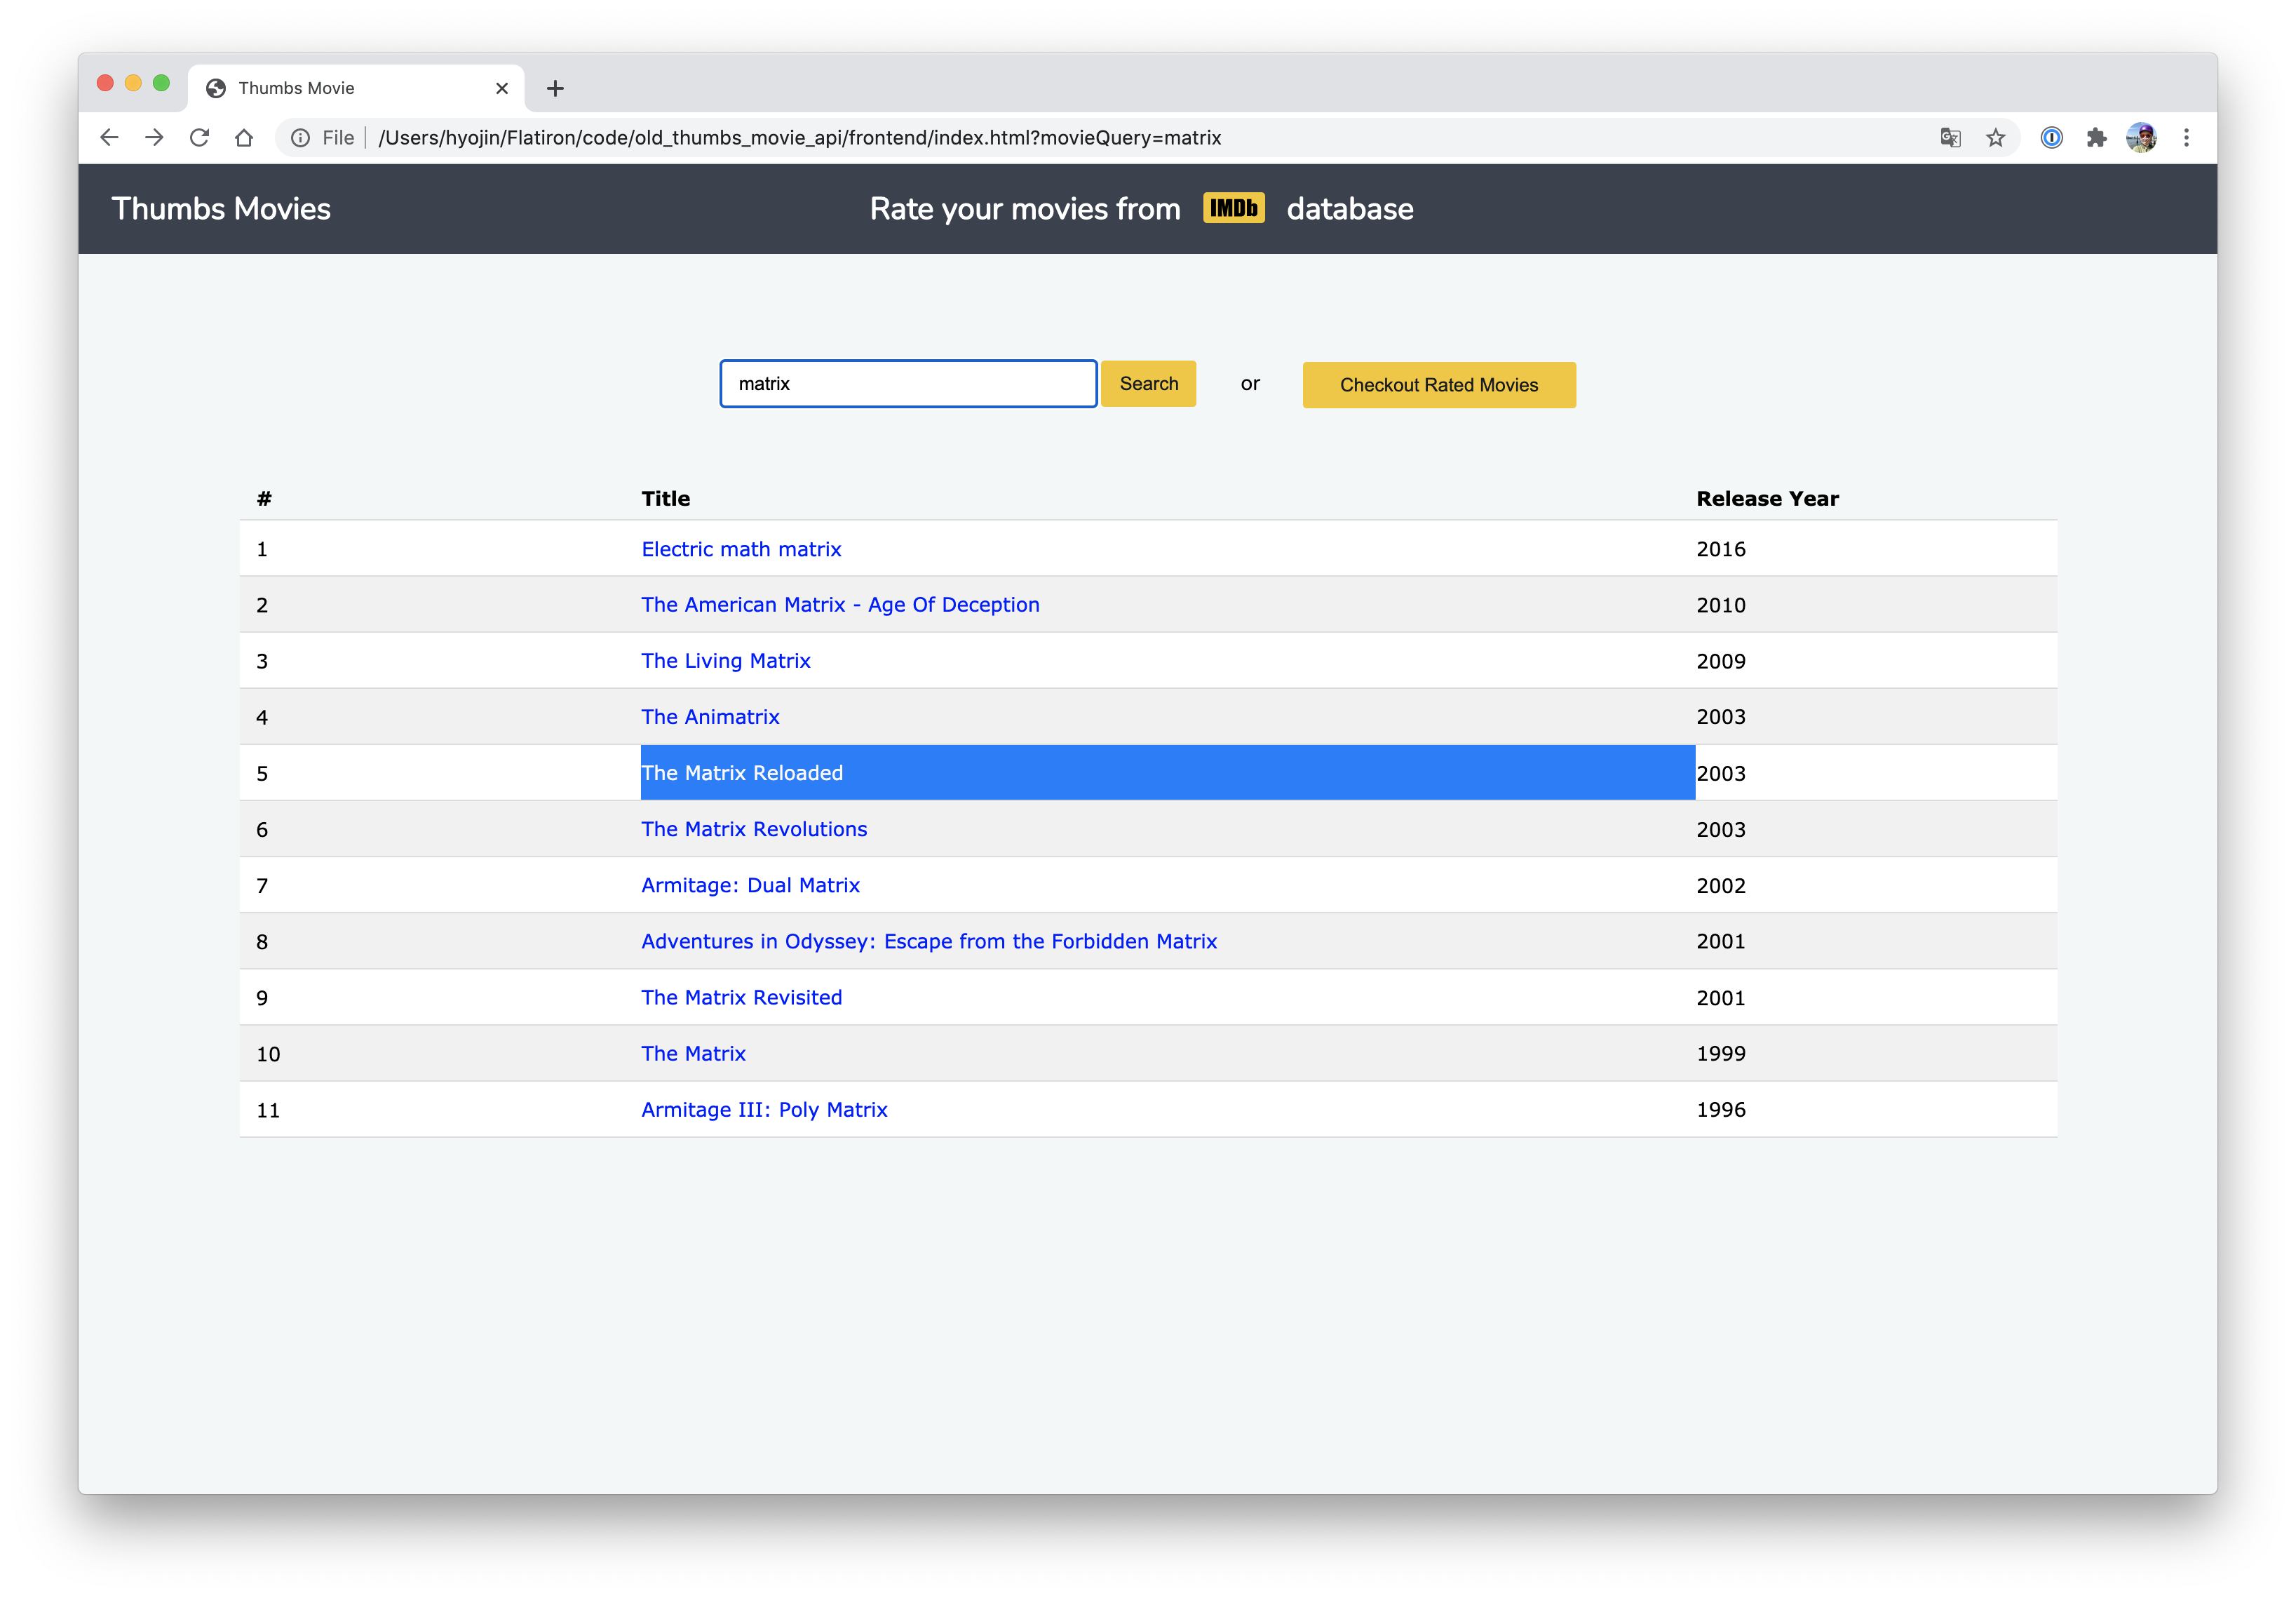 Thumbs Movie
File /Users/hyojin/Flatiron/code/old_thumbs_movie_api/frontend/index.html?movieQuery=matrix
Thumbs Movies Rate your movies from IMDb database
matrix Search or Checkout Rated Movies
# Title Release Year
1 Electric math matrix 2016
2 The American Matrix - Age Of Deception 2010
3 The Living Matrix 2009
4 The Animatrix 2003
5 The Matrix Reloaded 2003
6 The Matrix Revolutions 2003
7 Armitage: Dual Matrix 2002
8 Adventures in Odyssey: Escape from the Forbidden Matrix 2001
9 The Matrix Revisited 2001
10 The Matrix 1999
11 Armitage III: Poly Matrix 1996